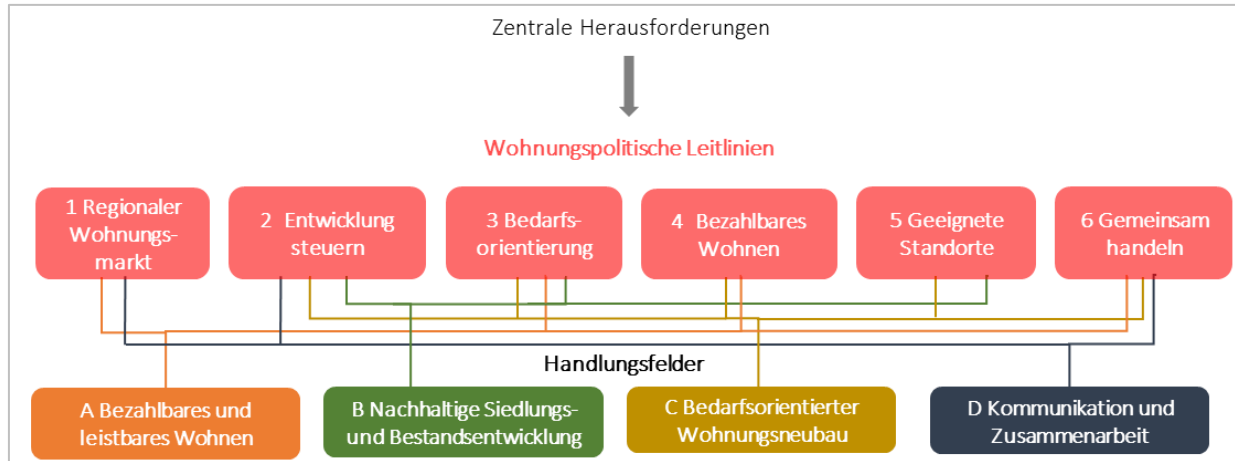 Zentrale Herausforderungen
Wohnungspolitische Leitlinien
1 Regionaler
Wohnungs-
markt
2 Entwicklung
steuern
3 Bedarfs-
orientierung
4 Bezahlbares
Wohnen
5 Geeignete
Standorte
6 Gemeinsam
handeln
Handlungsfelder
A Bezahlbares und
leistbares Wohnen
B Nachhaltige Siedlungs-
und Bestandsentwicklung
C Bedarfsorientierter
Wohnungsneubau
D Kommunikation und
Zusammenarbeit